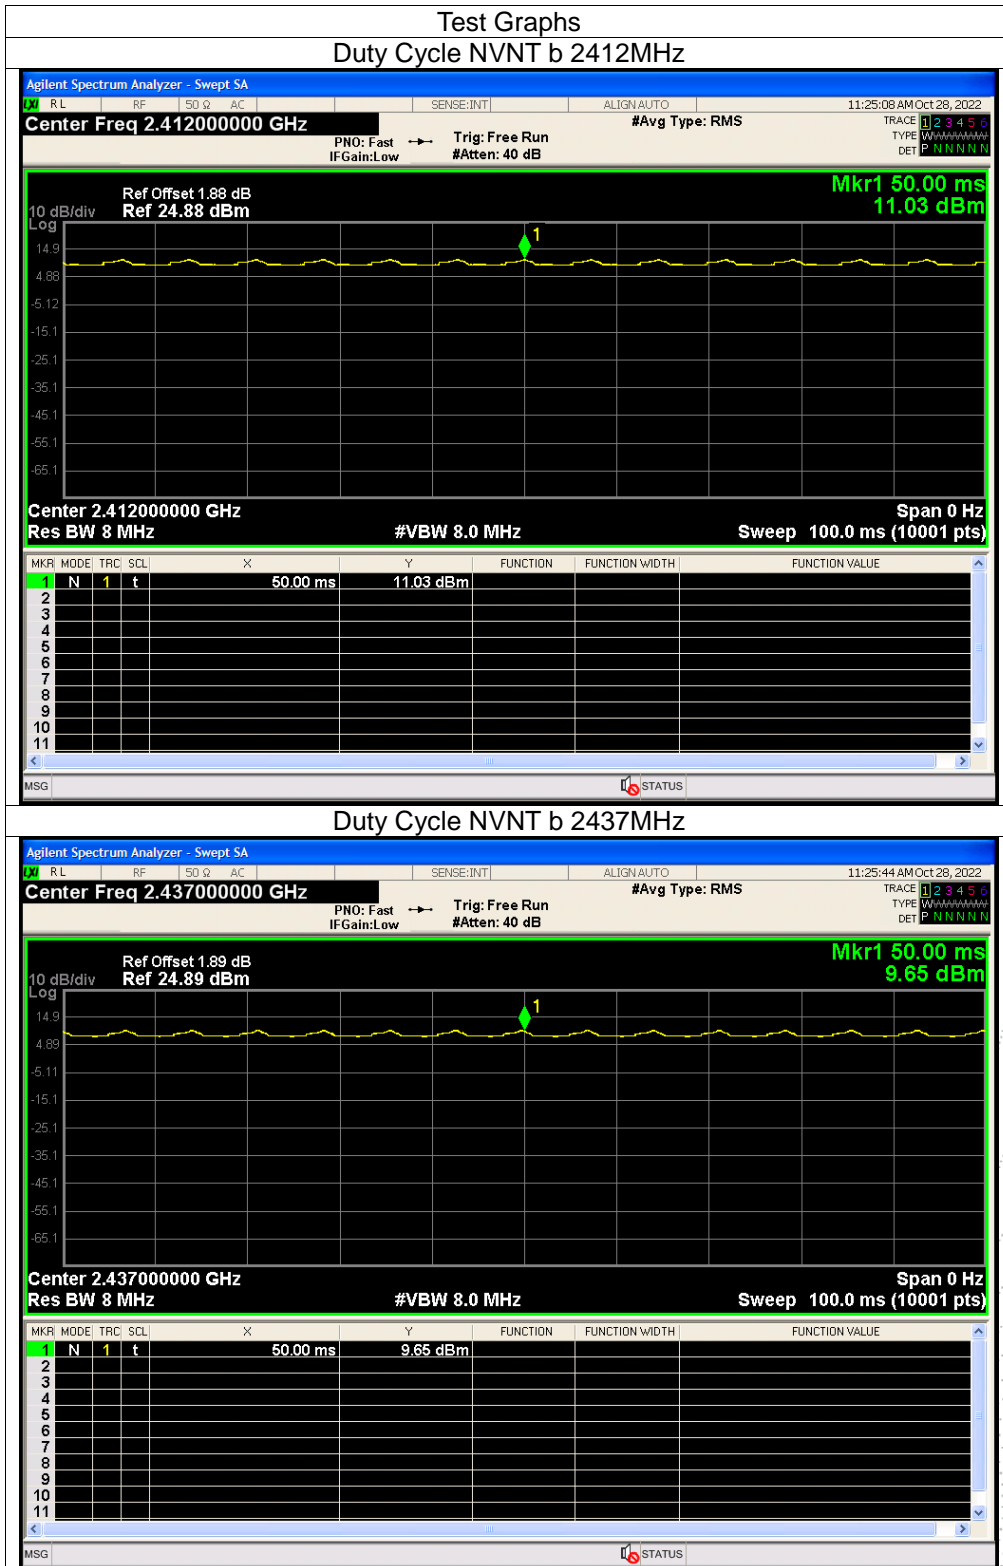 Test Graphs
Duty Cycle NVNT b 2412MHz
Agilent Spectrum Analyzer - Swept SA
LXI RL RF 50 Ω AC SENSE:INT ALIGN AUTO 11:25:08 AM Oct 28, 2022
Center Freq 2.412000000 GHz #Avg Type: RMS TRACE 1 2 3 4 5 6
PNO: Fast Trig: Free Run TYPE WWWWWW
IFGain:Low #Atten: 40 dB DET P N N N N N
Mkr1 50.00 ms
Ref Offset 1.88 dB
10 dB/div Ref 24.88 dBm 11.03 dBm
Log
1
14.9
4.88
-5.12
-15.1
-25.1
-35.1
-45.1
-55.1
-65.1
Center 2.412000000 GHz Span 0 Hz
Res BW 8 MHz #VBW 8.0 MHz Sweep 100.0 ms (10001 pts)
MKR MODE TRC SCL X Y FUNCTION FUNCTION WIDTH FUNCTION VALUE
1 N 1 t 50.00 ms 11.03 dBm
2
3
4
5
6
7
8
9
10
11
MSG STATUS
Duty Cycle NVNT b 2437MHz
Agilent Spectrum Analyzer - Swept SA
LXI RL RF 50 Ω AC SENSE:INT ALIGN AUTO 11:25:44 AM Oct 28, 2022
Center Freq 2.437000000 GHz #Avg Type: RMS TRACE 1 2 3 4 5 6
PNO: Fast Trig: Free Run TYPE WWWWWW
IFGain:Low #Atten: 40 dB DET P N N N N N
Mkr1 50.00 ms
Ref Offset 1.89 dB
10 dB/div Ref 24.89 dBm 9.65 dBm
Log
1
14.9
4.89
-5.11
-15.1
-25.1
-35.1
-45.1
-55.1
-65.1
Center 2.437000000 GHz Span 0 Hz
Res BW 8 MHz #VBW 8.0 MHz Sweep 100.0 ms (10001 pts)
MKR MODE TRC SCL X Y FUNCTION FUNCTION WIDTH FUNCTION VALUE
1 N 1 t 50.00 ms 9.65 dBm
2
3
4
5
6
7
8
9
10
11
MSG STATUS